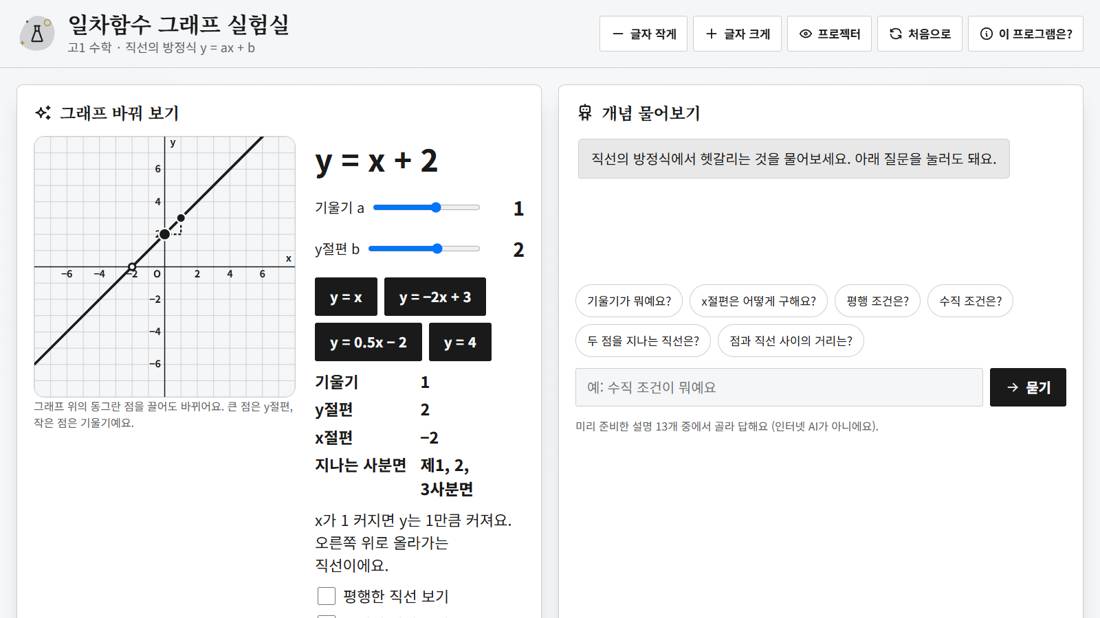 일차함수 그래프 실험실
고1 수학 · 직선의 방정식 y = ax + b
글자 작게
글자 크게
프로젝터
처음으로
이 프로그램은?
그래프 바꿔 보기
y
6
4
x
−6 −4 −2 O 2 4 6
−2
−4
−6
그래프 위의 동그란 점을 끌어도 바뀌어요. 큰 점은 y절편,
작은 점은 기울기예요.
y = x + 2
기울기 a 1
y절편 b 2
y = x
y = −2x + 3
y = 0.5x − 2
y = 4
기울기 1
y절편 2
x절편 −2
지나는 사분면 제1, 2,
3사분면
x가 1 커지면 y는 1만큼 커져요.
오른쪽 위로 올라가는
직선이에요.
평행한 직선 보기
개념 물어보기
직선의 방정식에서 헷갈리는 것을 물어보세요. 아래 질문을 눌러도 돼요.
기울기가 뭐예요?
x절편은 어떻게 구해요?
평행 조건은?
수직 조건은?
두 점을 지나는 직선은?
점과 직선 사이의 거리는?
예: 수직 조건이 뭐예요
묻기
미리 준비한 설명 13개 중에서 골라 답해요 (인터넷 AI가 아니에요).